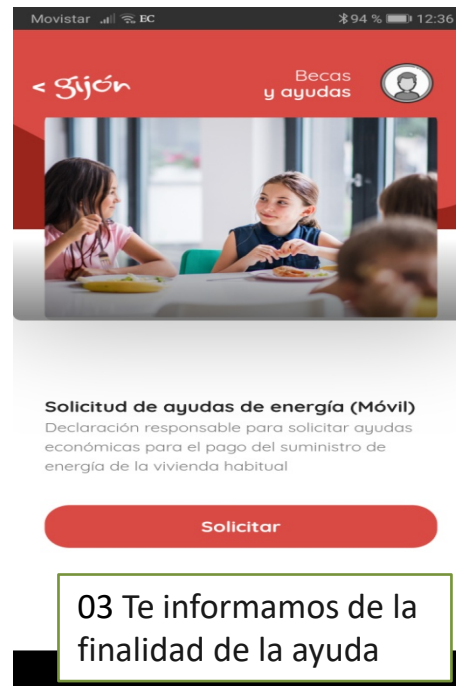 Movistar EC 94 % 12:36
< Gijón
Becas
y ayudas
Solicitud de ayudas de energía (Móvil)
Declaración responsable para solicitar ayudas
económicas para el pago del suministro de
energía de la vivienda habitual
Solicitar
03 Te informamos de la
finalidad de la ayuda